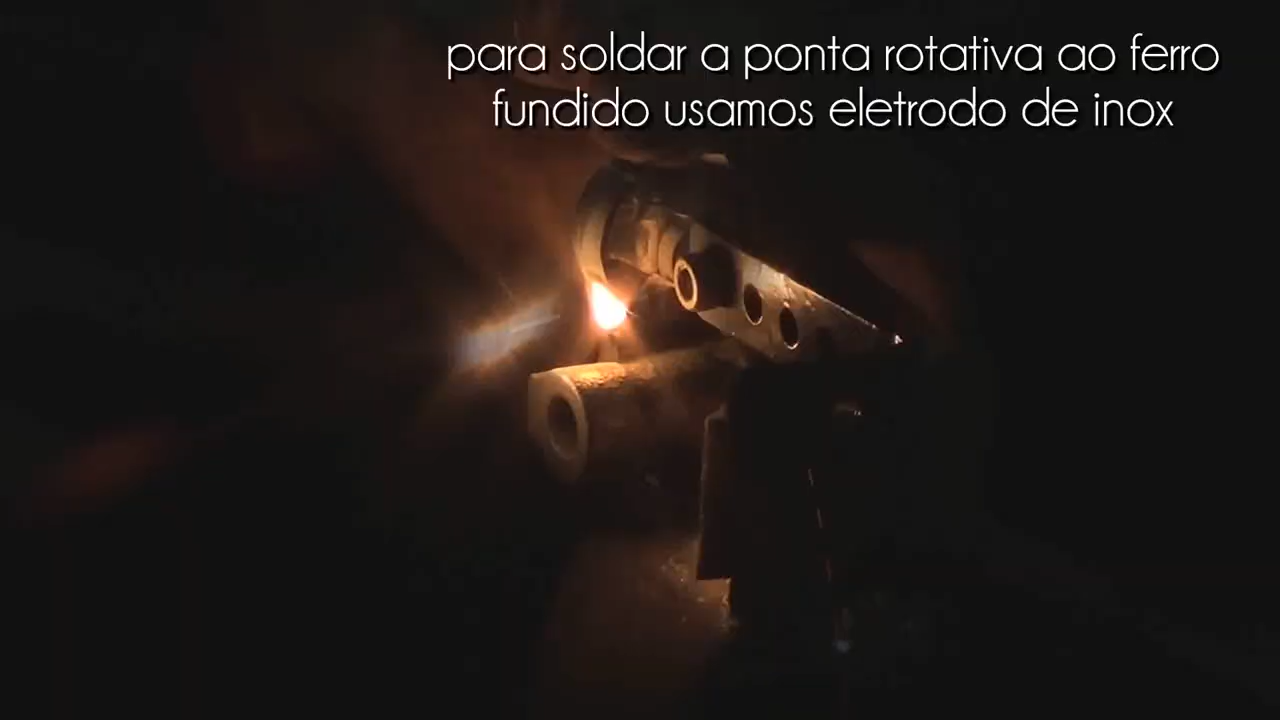 para soldar a ponta rotativa ao ferro
fundido usamos eletrodo de inox